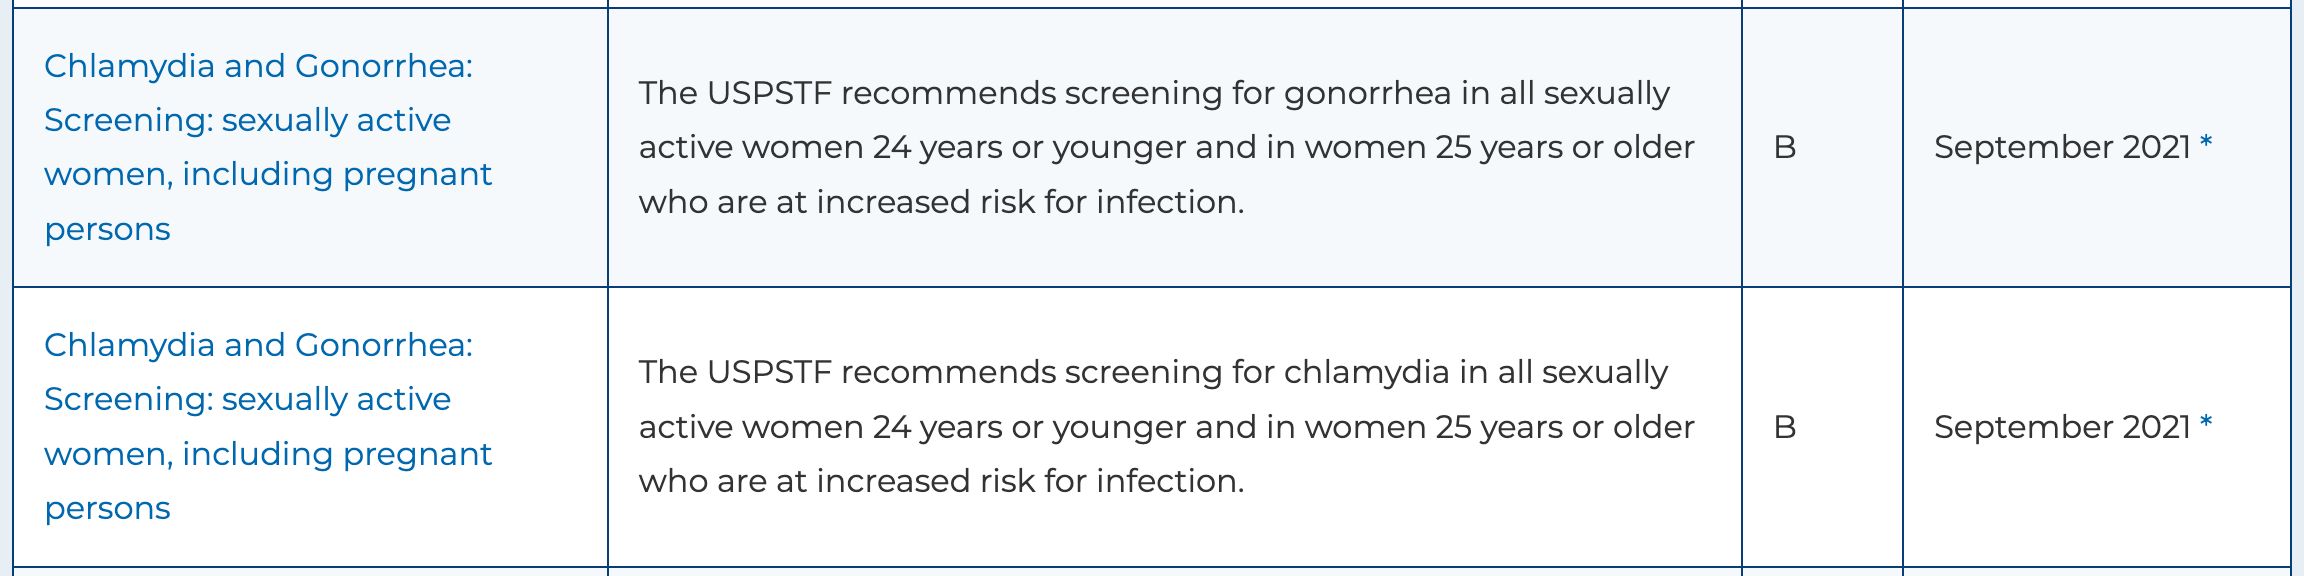 Chlamydia and Gonorrhea:
Screening: sexually active
women, including pregnant
persons
The USPSTF recommends screening for gonorrhea in all sexually
active women 24 years or younger and in women 25 years or older
who are at increased risk for infection.
B
September 2021 *
Chlamydia and Gonorrhea:
Screening: sexually active
women, including pregnant
persons
The USPSTF recommends screening for chlamydia in all sexually
active women 24 years or younger and in women 25 years or older
who are at increased risk for infection.
B
September 2021 *